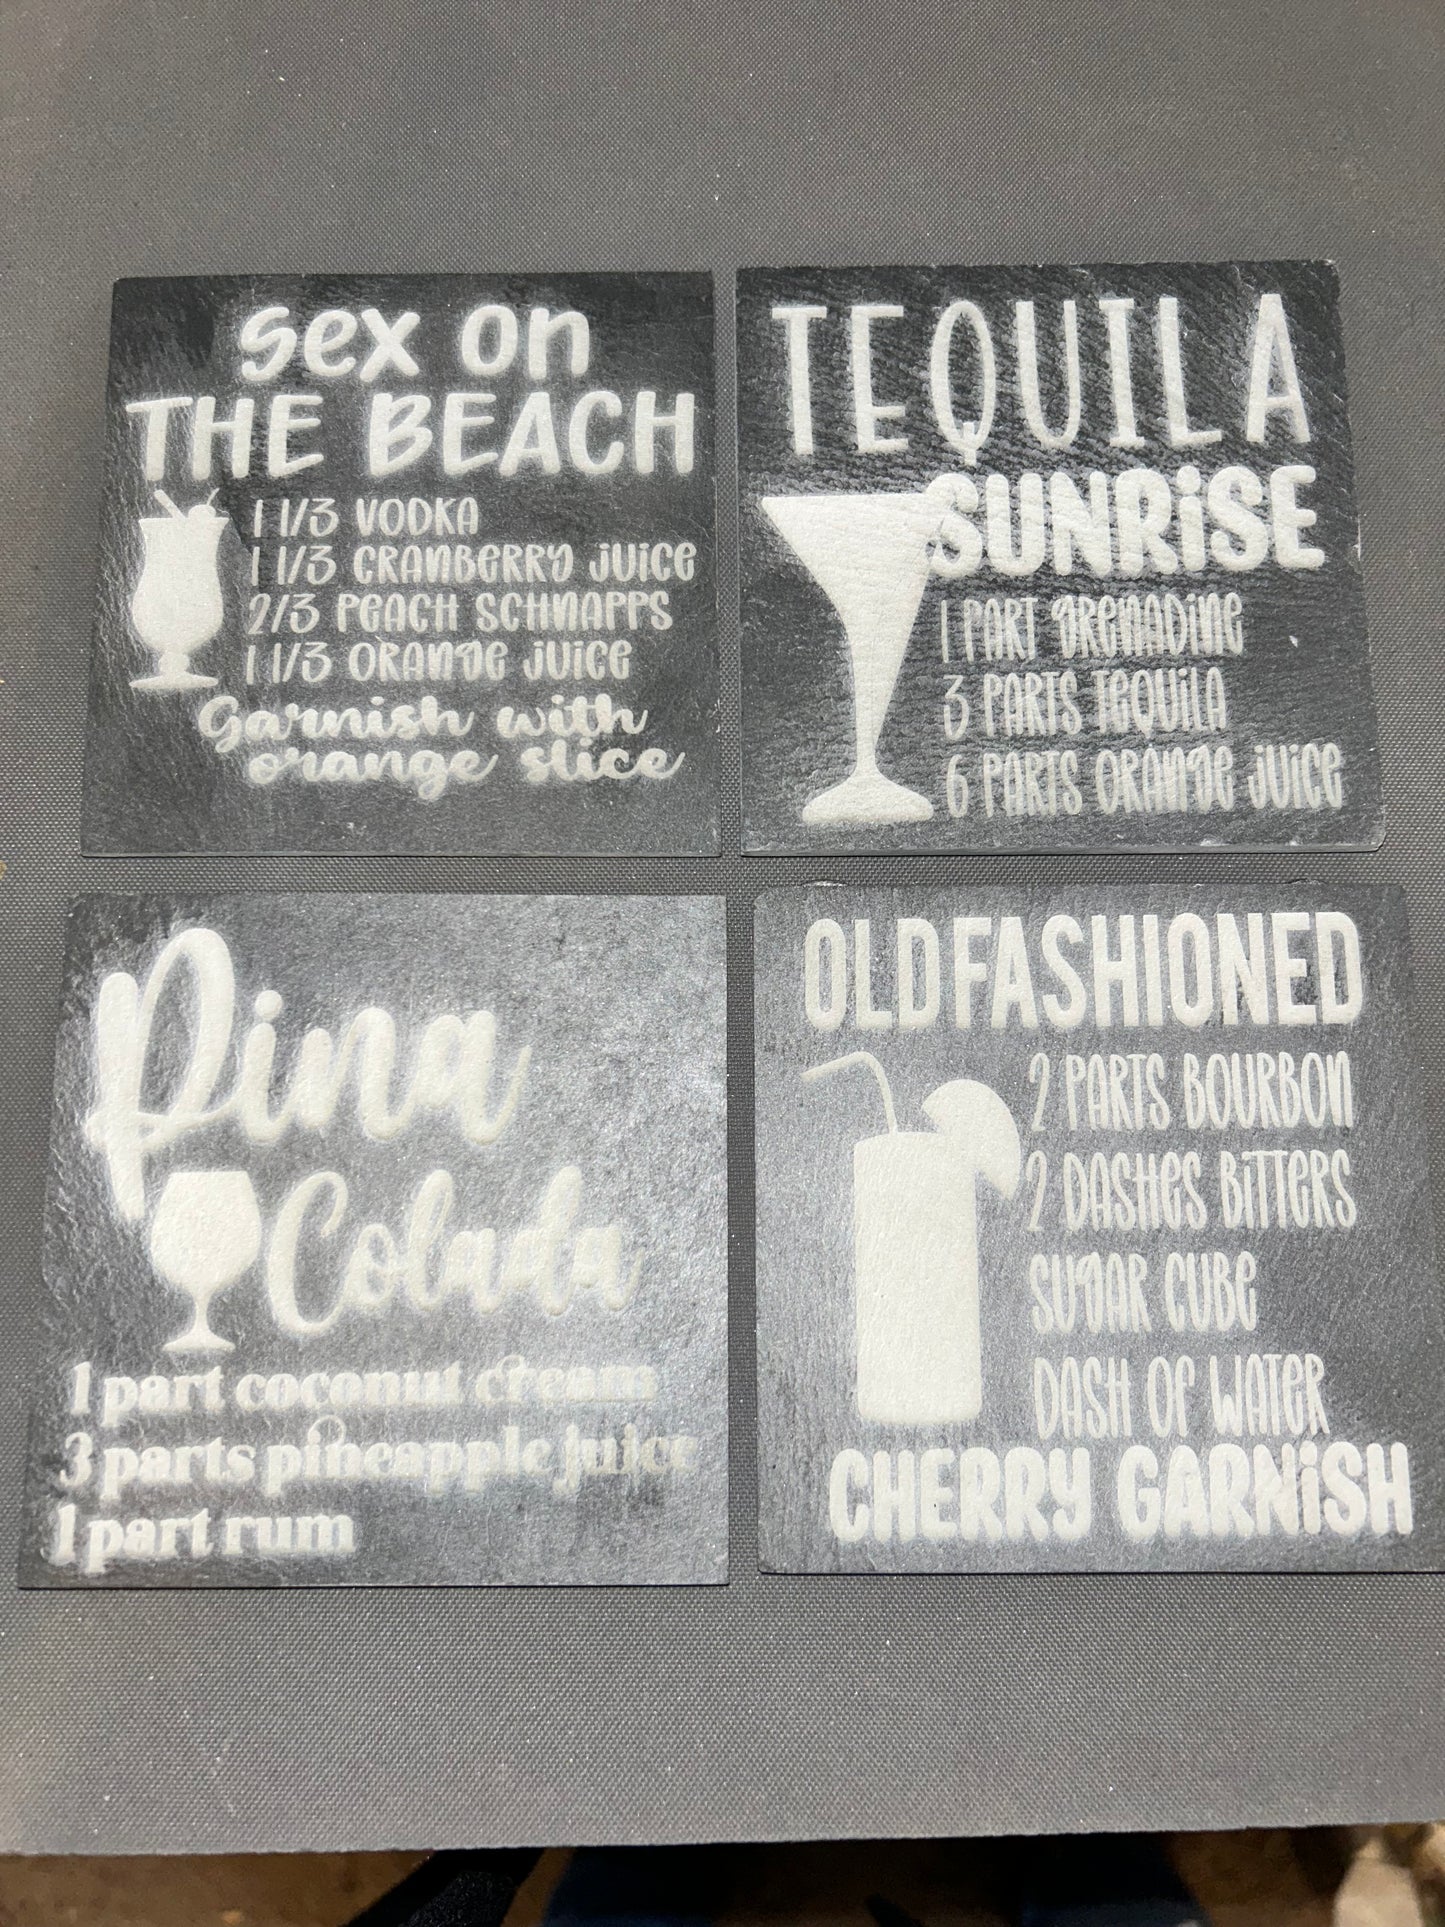 sex on
THE BEACH
1 1/3 VODKA
1 1/3 CRANBERRY JUICE
2/3 PEACH SCHNAPPS
1 1/3 ORANGE JUICE
Garnish with
orange slice
TEQUILA
SUNRISE
1 PART GRENADINE
3 PARTS TEQUILA
6 PARTS ORANGE JUICE
Pina
Colada
1 part coconut cream
3 parts pineapple juice
1 part rum
OLD FASHIONED
2 PARTS BOURBON
2 DASHES BITTERS
SUGAR CUBE
DASH OF WATER
CHERRY GARNISH